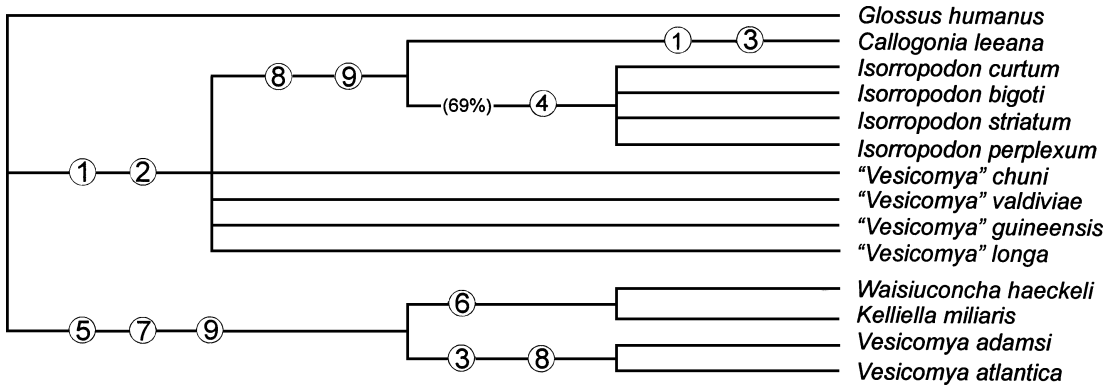 Glossus humanus
1 3 Callogonia leeana
8 9 Isorropodon curtum
Isorropodon bigoti
(69%) 4
Isorropodon striatum
Isorropodon perplexum
1 2 “Vesicomya” chuni
“Vesicomya” valdiviae
“Vesicomya” guineensis
“Vesicomya” longa
Waisiuconcha haeckeli
6
Kelliella miliaris
5 7 9
Vesicomya adamsi
3 8
Vesicomya atlantica